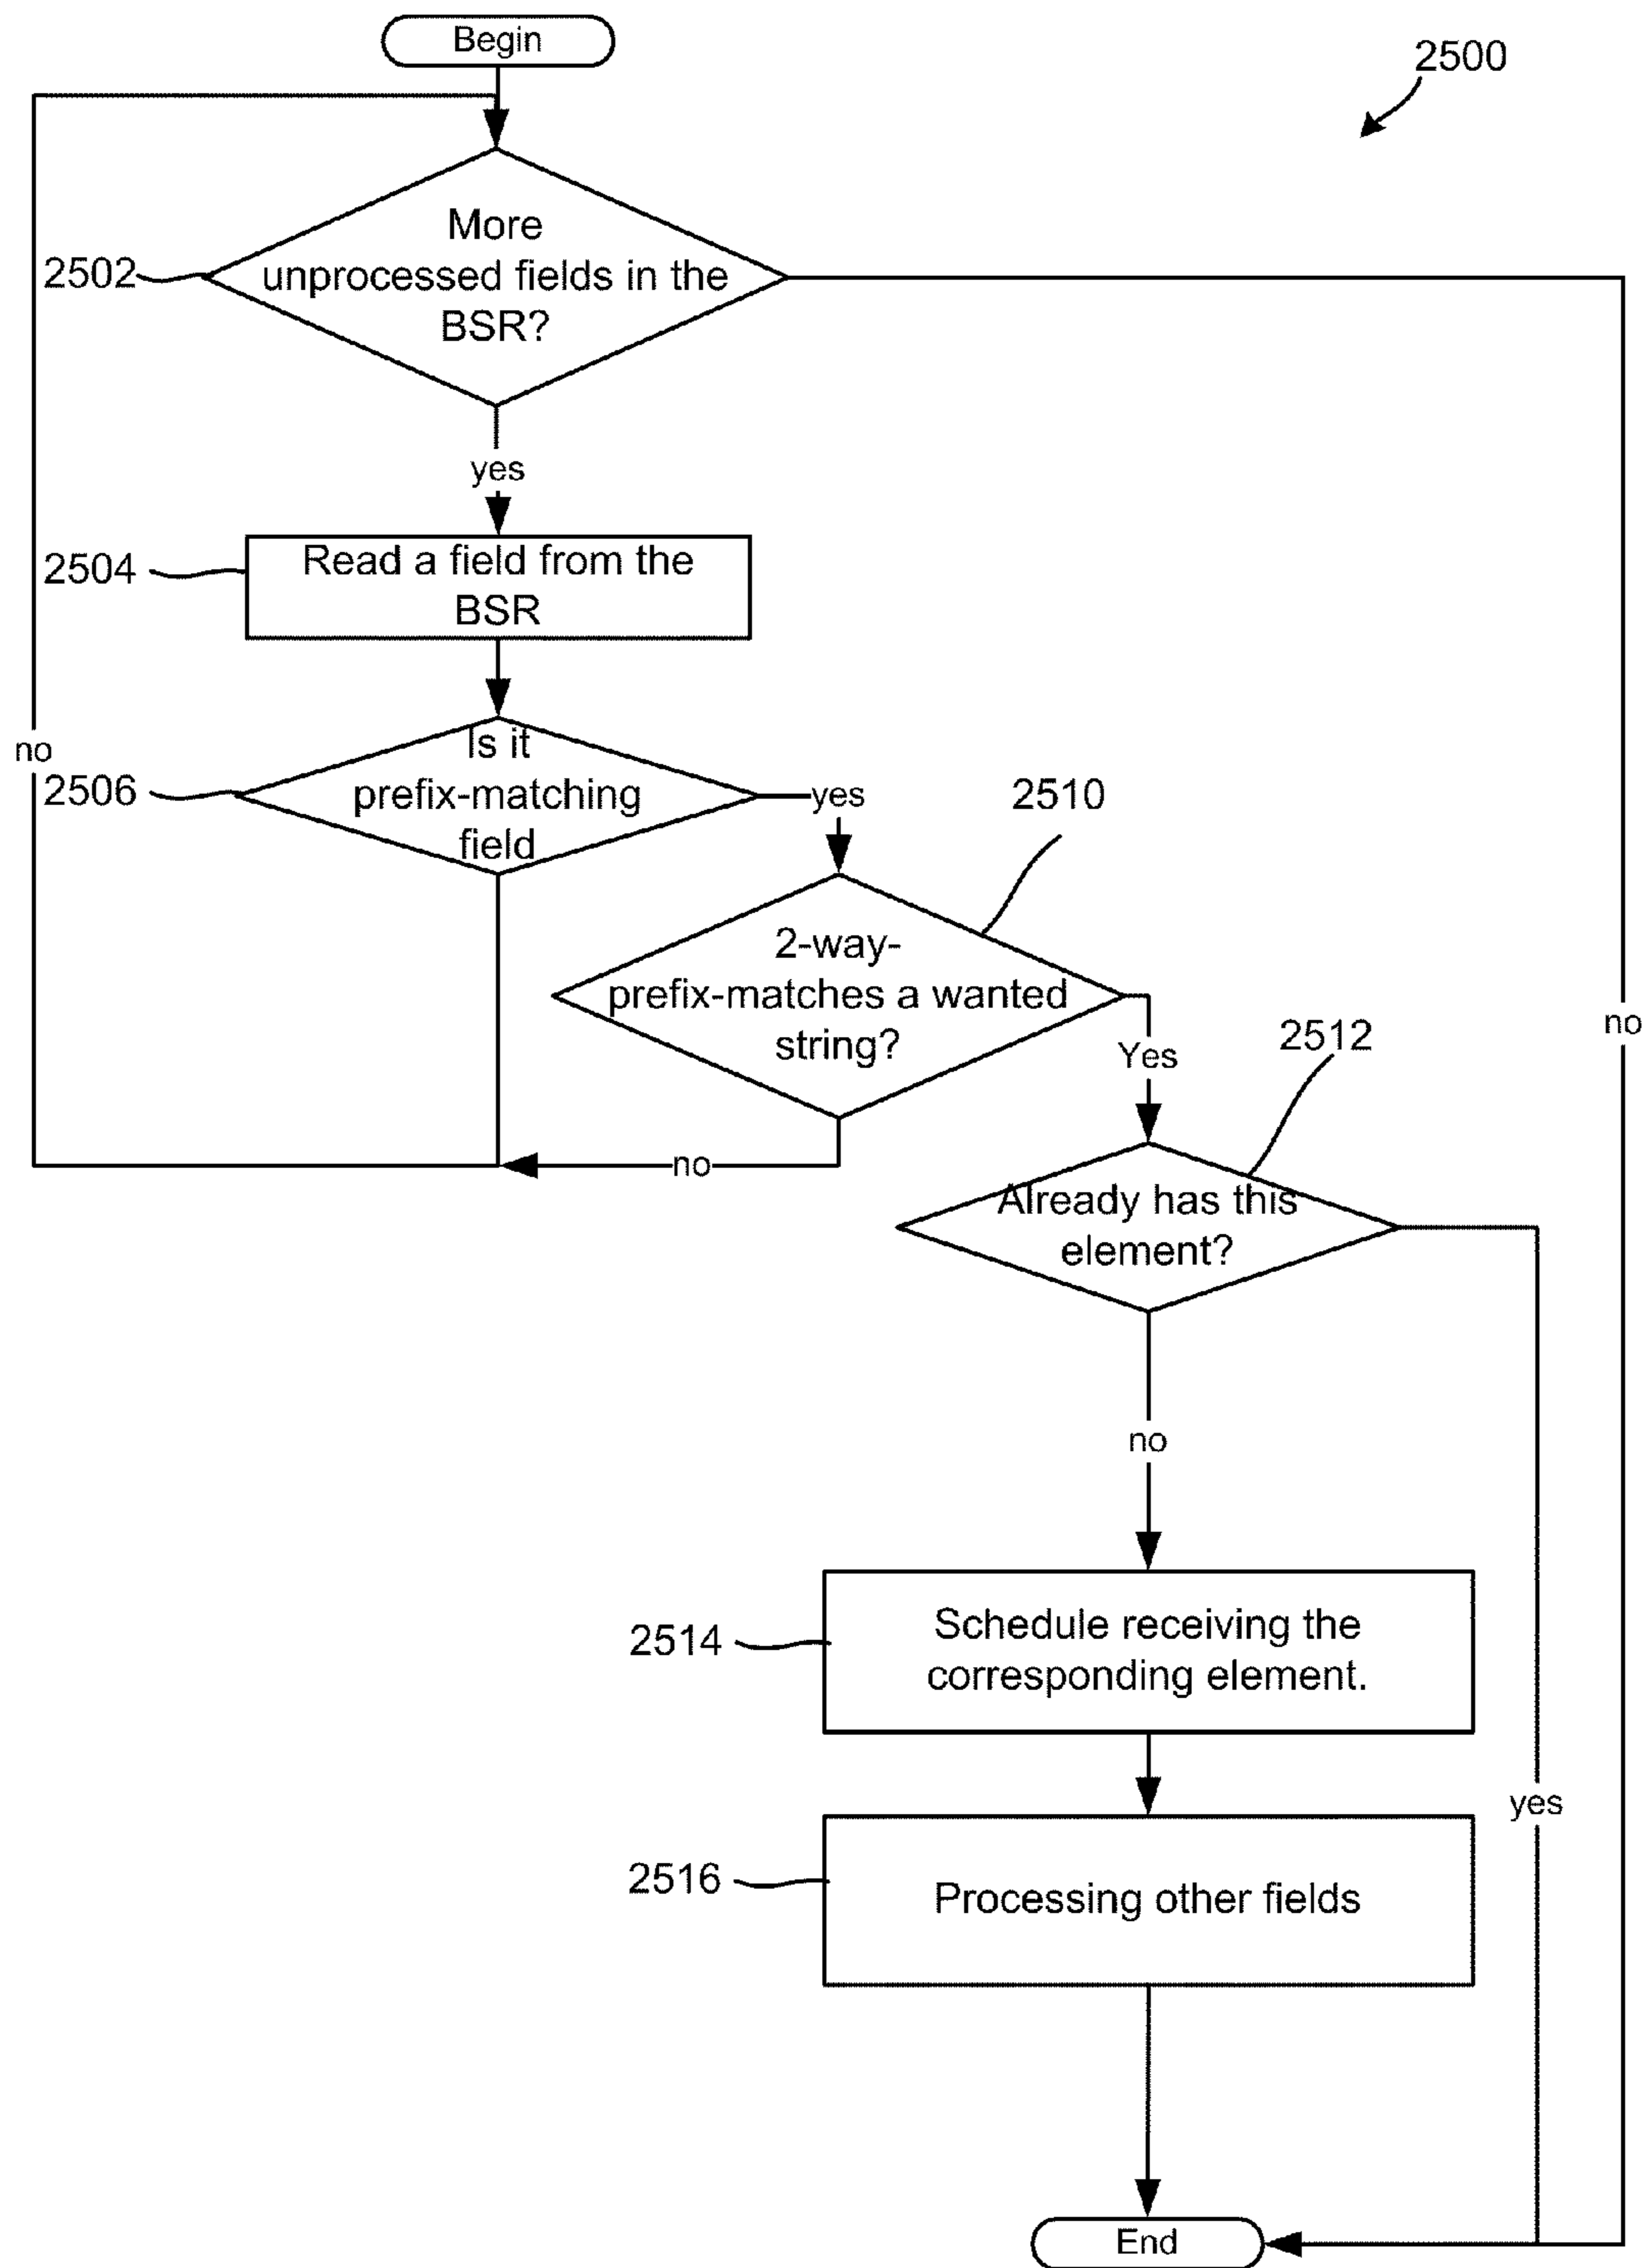 Begin
2500
More
unprocessed fields in the
BSR?
2502
yes
2504
Read a field from the
BSR
no
2506
Is it
prefix-matching
field
yes
2510
2-way-
prefix-matches a wanted
string?
Yes
2512
no
no
Already has this
element?
no
2514
Schedule receiving the
corresponding element.
yes
2516
Processing other fields
End